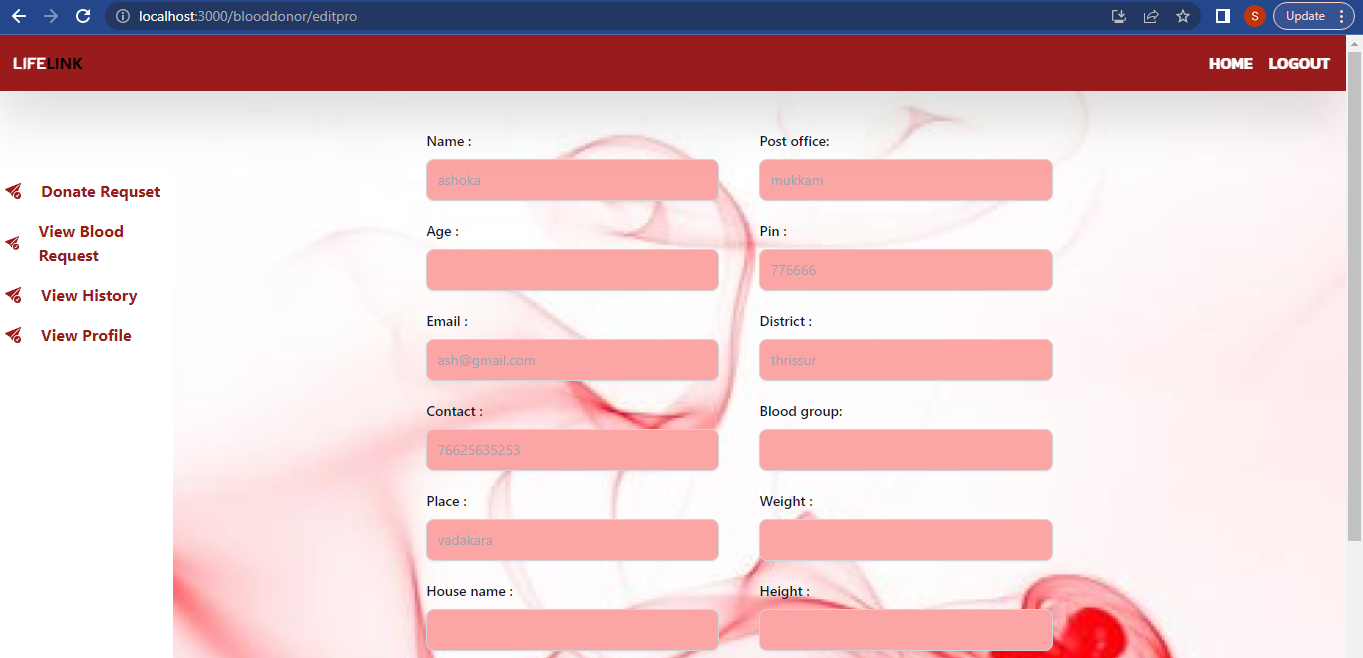 localhost:3000/blooddonor/editpro
S
Update
LIFELINK
HOME LOGOUT
Donate Requset
View Blood
Request
View History
View Profile
Name :
ashoka
Post office:
mukkam
Age :
Pin :
776666
Email :
ash@gmail.com
District :
thrissur
Contact :
76625635253
Blood group:
Place :
vadakara
Weight :
House name :
Height :